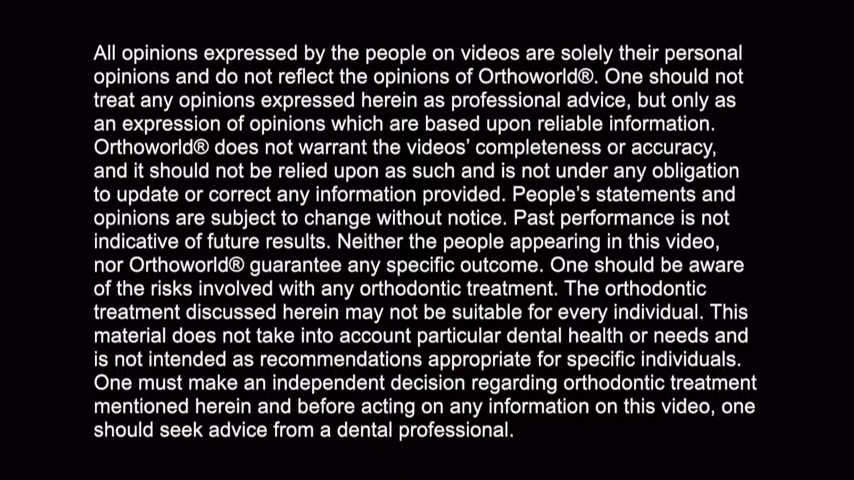 All opinions expressed by the people on videos are solely their personal
opinions and do not reflect the opinions of Orthoworld®. One should not
treat any opinions expressed herein as professional advice, but only as
an expression of opinions which are based upon reliable information.
Orthoworld® does not warrant the videos’ completeness or accuracy,
and it should not be relied upon as such and is not under any obligation
to update or correct any information provided. People’s statements and
opinions are subject to change without notice. Past performance is not
indicative of future results. Neither the people appearing in this video,
nor Orthoworld® guarantee any specific outcome. One should be aware
of the risks involved with any orthodontic treatment. The orthodontic
treatment discussed herein may not be suitable for every individual. This
material does not take into account particular dental health or needs and
is not intended as recommendations appropriate for specific individuals.
One must make an independent decision regarding orthodontic treatment
mentioned herein and before acting on any information on this video, one
should seek advice from a dental professional.